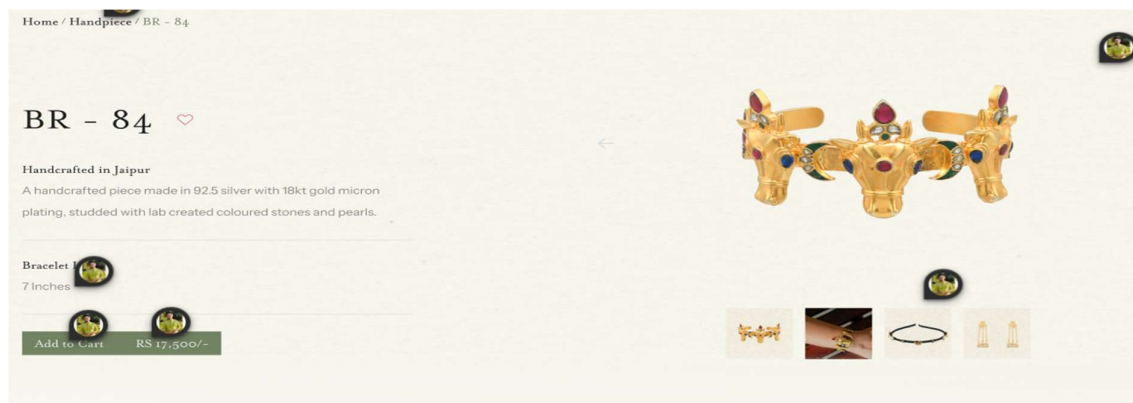 Home / Handpiece / BR - 84
BR - 84
Handcrafted in Jaipur
A handcrafted piece made in 92.5 silver with 18kt gold micron
plating, studded with lab created coloured stones and pearls.
Bracelet
7 Inches
Add to Cart RS 17,500/-